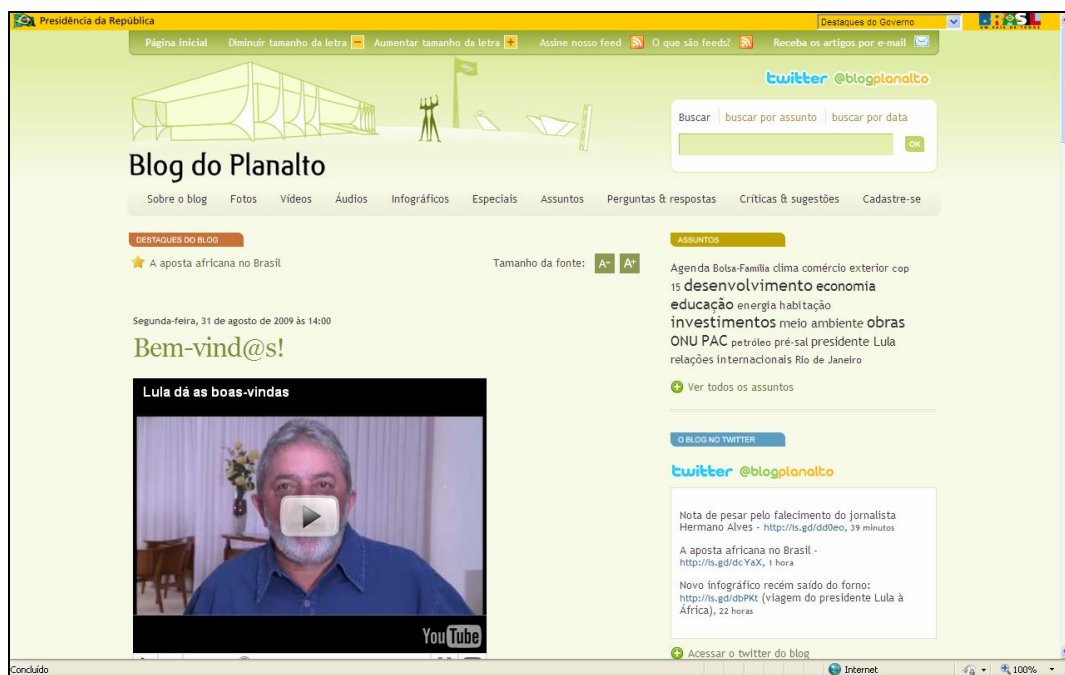 Presidência da República
Destaques do Governo
BRASIL
UM PAÍS DE TODOS
Página inicial Diminuir tamanho da letra Aumentar tamanho da letra Assine nosso feed O que são feeds? Receba os artigos por e-mail
twitter @blogplanalto
Buscar buscar por assunto buscar por data
OK
Blog do Planalto
Sobre o blog Fotos Vídeos Áudios Infográficos Especiais Assuntos Perguntas & respostas Críticas & sugestões Cadastre-se
DESTAQUES DO BLOG
A aposta africana no Brasil
Tamanho da fonte: A- A+
Segunda-feira, 31 de agosto de 2009 às 14:00
Bem-vind@s!
Lula dá as boas-vindas
YouTube
ASSUNTOS
Agenda Bolsa-Família clima comércio exterior cop
15 desenvolvimento economia
educação energia habitação
investimentos meio ambiente obras
ONU PAC petróleo pré-sal presidente Lula
relações internacionais Rio de Janeiro
Ver todos os assuntos
O BLOG NO TWITTER
twitter @blogplanalto
Nota de pesar pelo falecimento do jornalista
Hermano Alves - http://is.gd/dd0eo, 39 minutos
A aposta africana no Brasil -
http://is.gd/dcYaX, 1 hora
Novo infográfico recém saído do forno:
http://is.gd/dbPKt (viagem do presidente Lula à
África), 22 horas
Acessar o twitter do blog
Concluído
Internet
100%